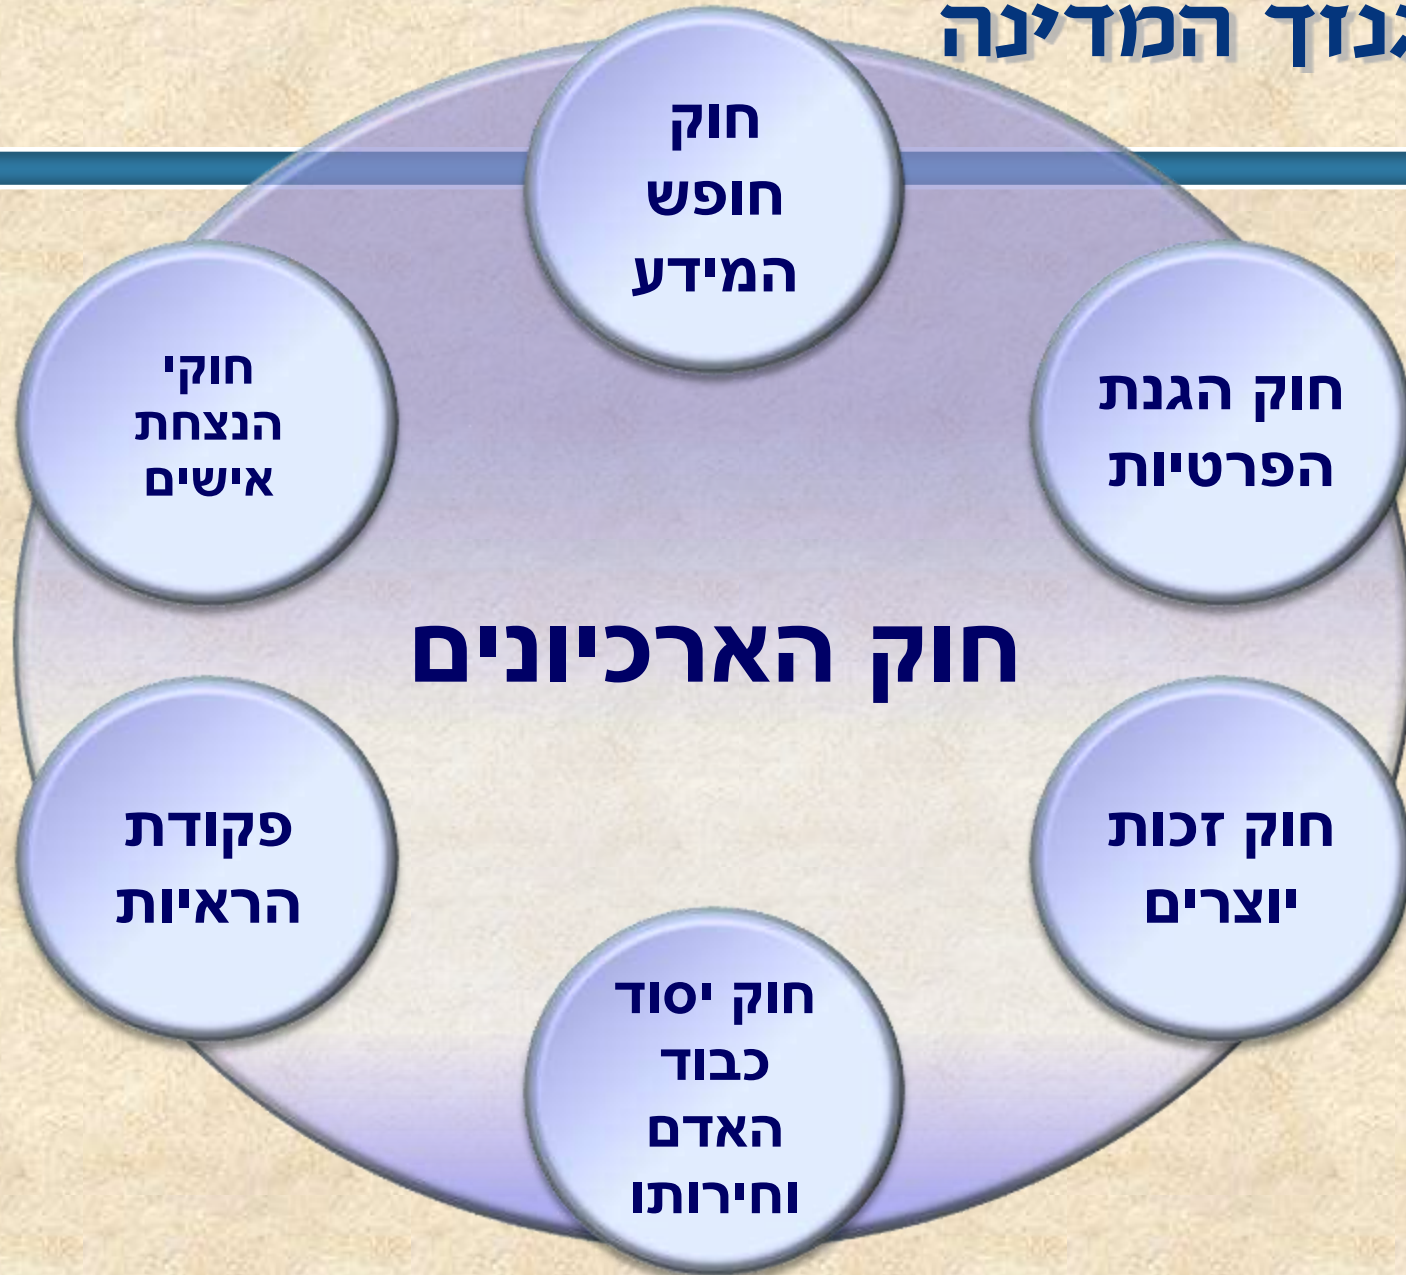 גנזך המדינה
חוק
חופש
המידע
חוק הגנת
הפרטיות
חוקי
הנצחת
אישים
חוק הארכיונים
חוק זכות
יוצרים
פקודת
הראיות
חוק יסוד
כבוד
האדם
וחירותו